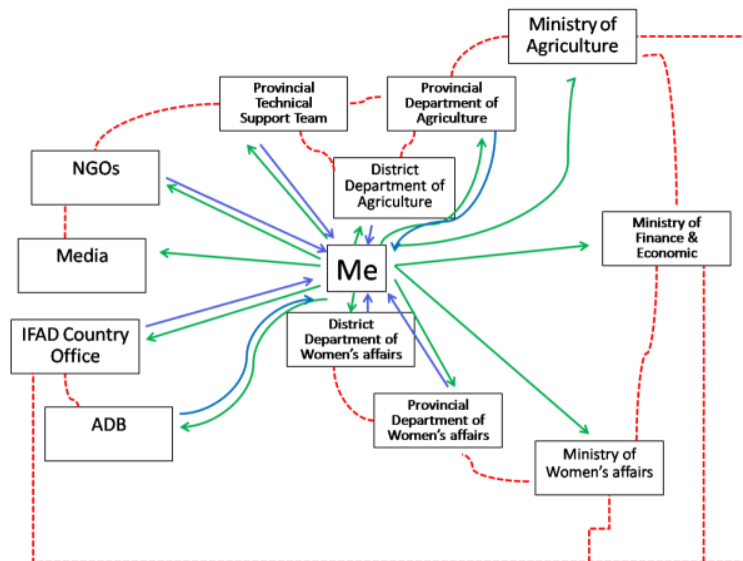 Ministry of
Agriculture
Provincial
Technical
Support Team
Provincial
Department of
Agriculture
NGOs
District
Department of
Agriculture
Media
Me
Ministry of
Finance &
Economic
IFAD Country
Office
District
Department of
Women's affairs
ADB
Provincial
Department of
Women's affairs
Ministry of
Women's affairs